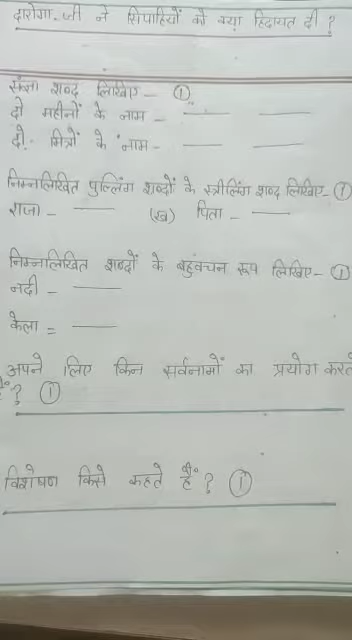 दारोगा जी ने सिपाहियों को क्या हिदायत दी ?
संज्ञा शब्द लिखिए - ①
दो महीनों के नाम -
दो मित्रों के नाम -
निम्नलिखित पुल्लिंग शब्दों के स्त्रीलिंग शब्द लिखिए - ①
राजा - (ख) पिता -
निम्नलिखित शब्दों के बहुवचन रूप लिखिए - ①
नदी -
केला =
अपने लिए किन सर्वनामों का प्रयोग करते
हैं ? ①
विशेषण किसे कहते हैं ? ①